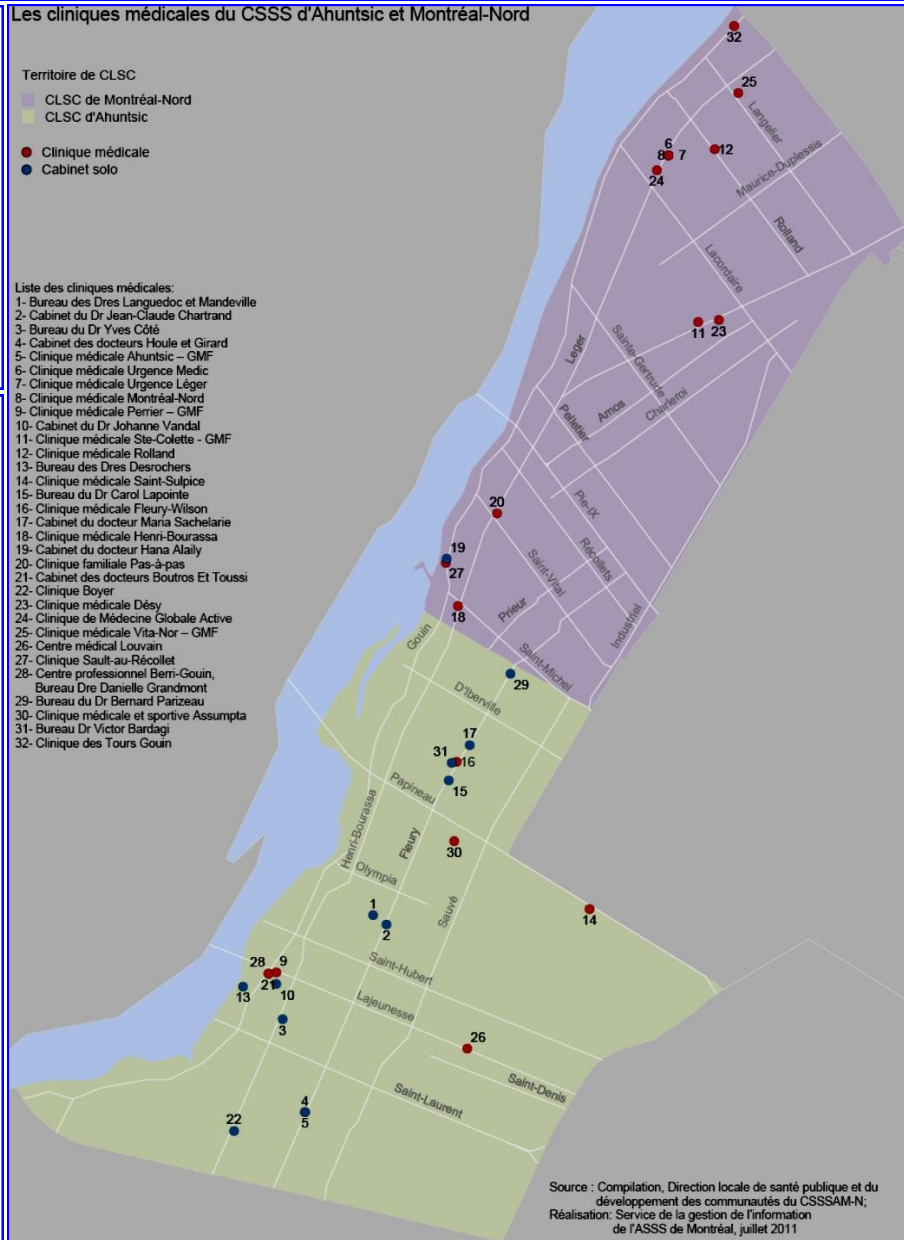 Les cliniques médicales du CSSS d'Ahuntsic et Montréal-Nord
Territoire de CLSC
CLSC de Montréal-Nord
CLSC d'Ahuntsic
Clinique médicale
Cabinet solo
Liste des cliniques médicales:
1- Bureau des Dres Languedoc et Mandeville
2- Cabinet du Dr Jean-Claude Chartrand
3- Bureau du Dr Yves Côté
4- Cabinet des docteurs Houle et Girard
5- Clinique médicale Ahuntsic – GMF
6- Clinique médicale Urgence Medic
7- Clinique médicale Urgence Léger
8- Clinique médicale Montréal-Nord
9- Clinique médicale Perrier – GMF
10- Cabinet du Dr Johanne Vandal
11- Clinique médicale Ste-Colette - GMF
12- Clinique médicale Rolland
13- Bureau des Dres Desrochers
14- Clinique médicale Saint-Sulpice
15- Bureau du Dr Carol Lapointe
16- Clinique médicale Fleury-Wilson
17- Cabinet du docteur Maria Sachelarie
18- Clinique médicale Henri-Bourassa
19- Cabinet du docteur Hana Alaily
20- Clinique familiale Pas-à-pas
21- Cabinet des docteurs Boutros Et Toussi
22- Clinique Boyer
23- Clinique médicale Désy
24- Clinique de Médecine Globale Active
25- Clinique médicale Vita-Nor – GMF
26- Centre médical Louvain
27- Clinique Sault-au-Récollet
28- Centre professionnel Berri-Gouin,
Bureau Dre Danielle Grandmont
29- Bureau du Dr Bernard Parizeau
30- Clinique médicale et sportive Assumpta
31- Bureau Dr Victor Bardagi
32- Clinique des Tours Gouin
32
25
Langelier
6
8 7
12
24
Maurice-Duplessis
Rolland
Lacordaire
11 23
Leger
Sainte-Gertrude
Charleroi
Amos
Pelletier
Pie-IX
20
Récollets
19
27
Saint-Vital
18
Prieur
Industriel
Gouin
Saint-Michel
29
D'Iberville
17
31 16
15
Papineau
Henri-Bourassa
Fleury
30
Olympia
Sauvé
1
2
14
Saint-Hubert
28 9
21 10
13
Lajeunesse
3
26
Saint-Denis
Saint-Laurent
4
5
22
Source : Compilation, Direction locale de santé publique et du
développement des communautés du CSSSAM-N;
Réalisation: Service de la gestion de l'information
de l'ASSS de Montréal, juillet 2011